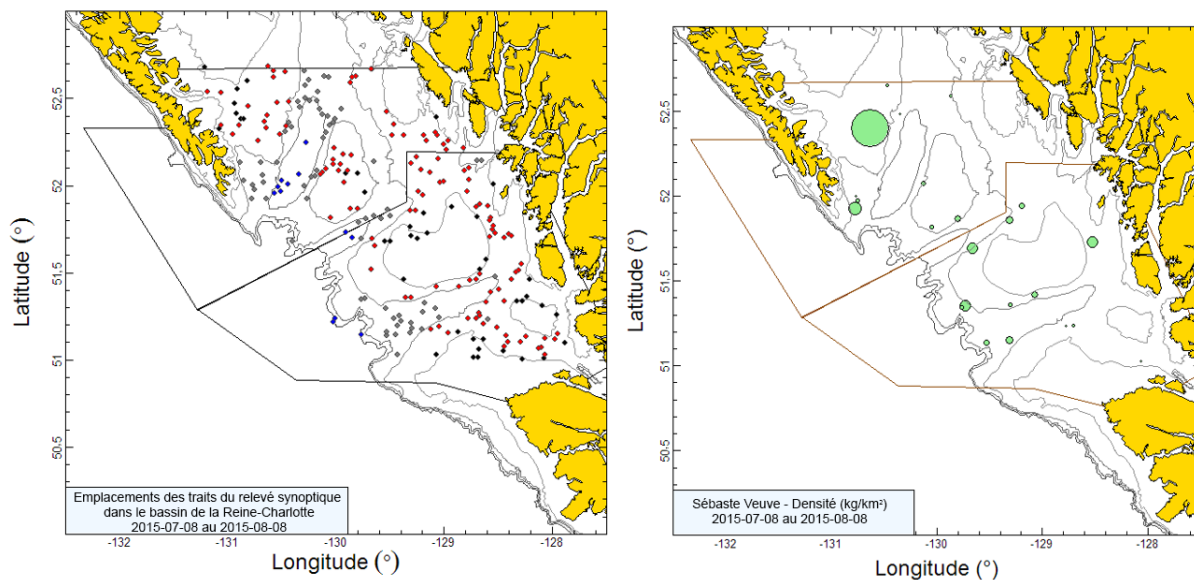 52.5
52
51.5
51
50.5
Latitude (°)
Emplacements des traits du relevé synoptique
dans le bassin de la Reine-Charlotte
2015-07-08 au 2015-08-08
-132
-131
-130
-129
-128
Longitude (°)
52.5
52
51.5
51
50.5
Latitude (°)
Sébaste Veuve - Densité (kg/km²)
2015-07-08 au 2015-08-08
-132
-131
-130
-129
-128
Longitude (°)